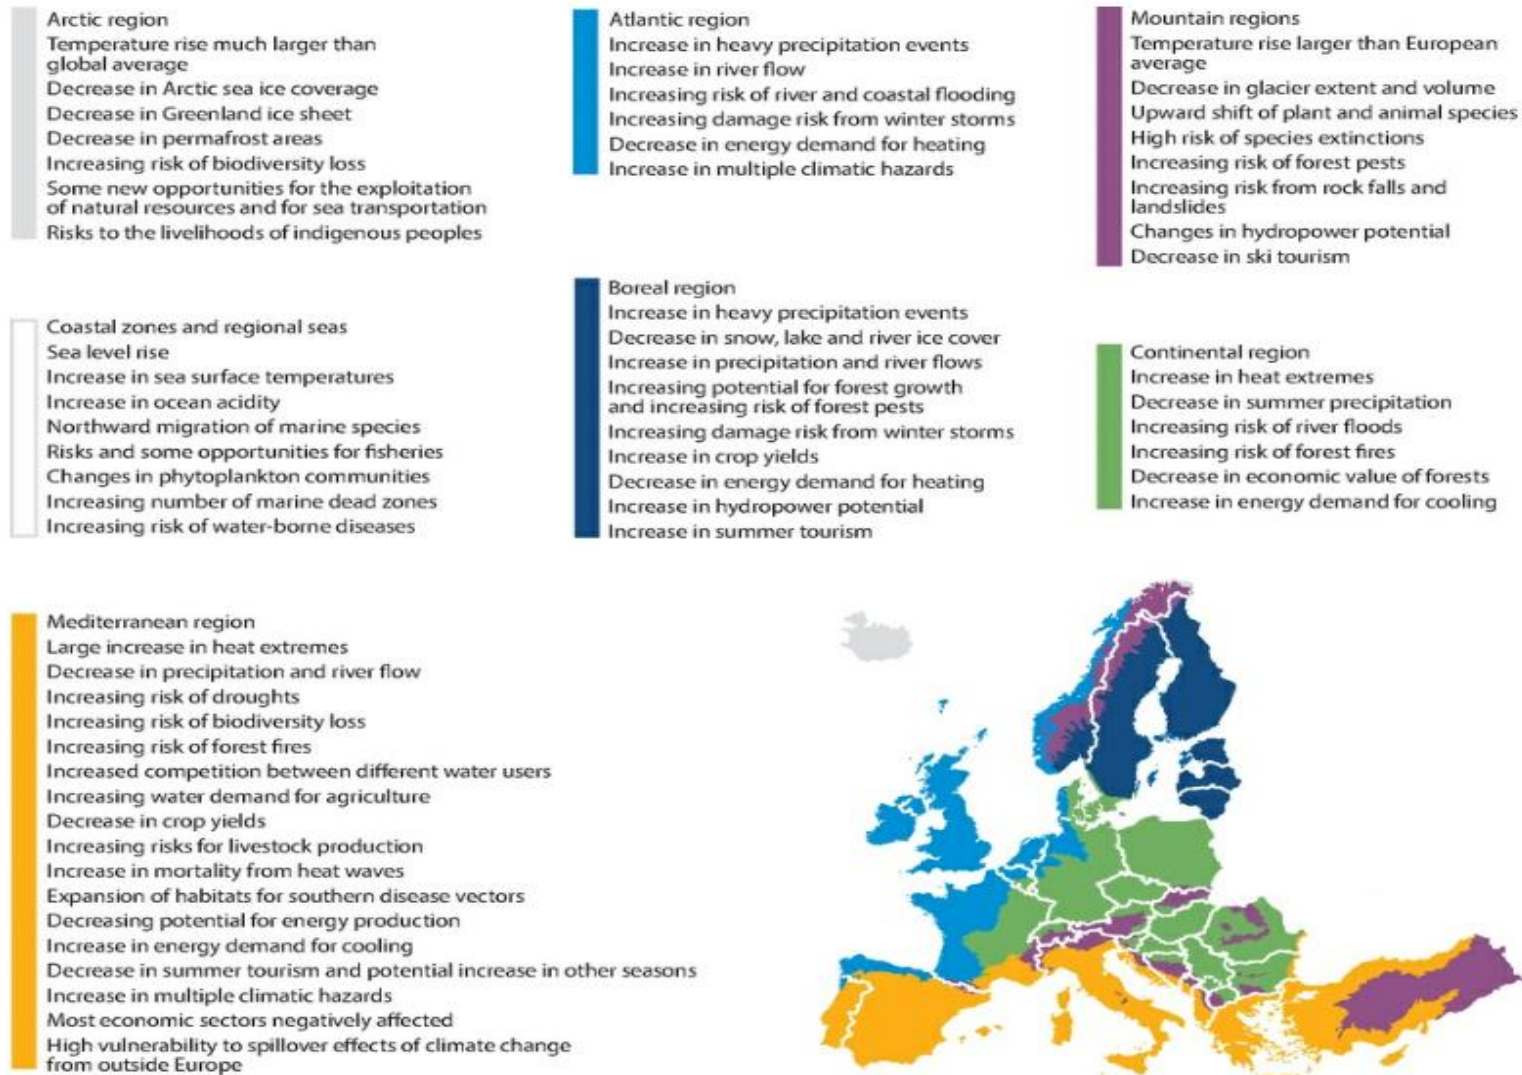 Arctic region
Temperature rise much larger than
global average
Decrease in Arctic sea ice coverage
Decrease in Greenland ice sheet
Decrease in permafrost areas
Increasing risk of biodiversity loss
Some new opportunities for the exploitation
of natural resources and for sea transportation
Risks to the livelihoods of indigenous peoples
Atlantic region
Increase in heavy precipitation events
Increase in river flow
Increasing risk of river and coastal flooding
Increasing damage risk from winter storms
Decrease in energy demand for heating
Increase in multiple climatic hazards
Mountain regions
Temperature rise larger than European
average
Decrease in glacier extent and volume
Upward shift of plant and animal species
High risk of species extinctions
Increasing risk of forest pests
Increasing risk from rock falls and
landslides
Changes in hydropower potential
Decrease in ski tourism
Coastal zones and regional seas
Sea level rise
Increase in sea surface temperatures
Increase in ocean acidity
Northward migration of marine species
Risks and some opportunities for fisheries
Changes in phytoplankton communities
Increasing number of marine dead zones
Increasing risk of water-borne diseases
Boreal region
Increase in heavy precipitation events
Decrease in snow, lake and river ice cover
Increase in precipitation and river flows
Increasing potential for forest growth
and increasing risk of forest pests
Increasing damage risk from winter storms
Increase in crop yields
Decrease in energy demand for heating
Increase in hydropower potential
Increase in summer tourism
Continental region
Increase in heat extremes
Decrease in summer precipitation
Increasing risk of river floods
Increasing risk of forest fires
Decrease in economic value of forests
Increase in energy demand for cooling
Mediterranean region
Large increase in heat extremes
Decrease in precipitation and river flow
Increasing risk of droughts
Increasing risk of biodiversity loss
Increasing risk of forest fires
Increased competition between different water users
Increasing water demand for agriculture
Decrease in crop yields
Increasing risks for livestock production
Increase in mortality from heat waves
Expansion of habitats for southern disease vectors
Decreasing potential for energy production
Increase in energy demand for cooling
Decrease in summer tourism and potential increase in other seasons
Increase in multiple climatic hazards
Most economic sectors negatively affected
High vulnerability to spillover effects of climate change
from outside Europe